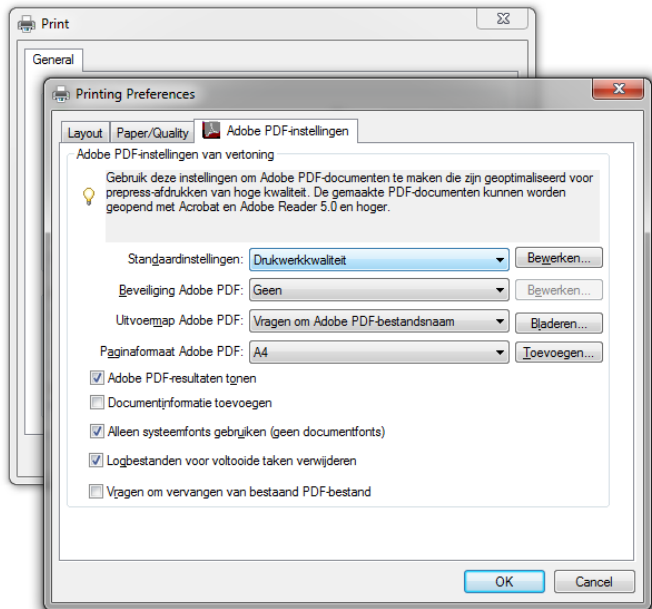 Print
General
Printing Preferences
Layout Paper/Quality Adobe PDF-instellingen
Adobe PDF-instellingen van vertoning
Gebruik deze instellingen om Adobe PDF-documenten te maken die zijn geoptimaliseerd voor
prepress-afdrukken van hoge kwaliteit. De gemaakte PDF-documenten kunnen worden
geopend met Acrobat en Adobe Reader 5.0 en hoger.
Standaardinstellingen: Drukwerkkwaliteit Bewerken...
Beveiliging Adobe PDF: Geen Bewerken...
Uitvoermap Adobe PDF: Vragen om Adobe PDF-bestandsnaam Bladeren...
Paginaformaat Adobe PDF: A4 Toevoegen...
Adobe PDF-resultaten tonen
Documentinformatie toevoegen
Alleen systeemfonts gebruiken (geen documentfonts)
Logbestanden voor voltooide taken verwijderen
Vragen om vervangen van bestaand PDF-bestand
OK Cancel